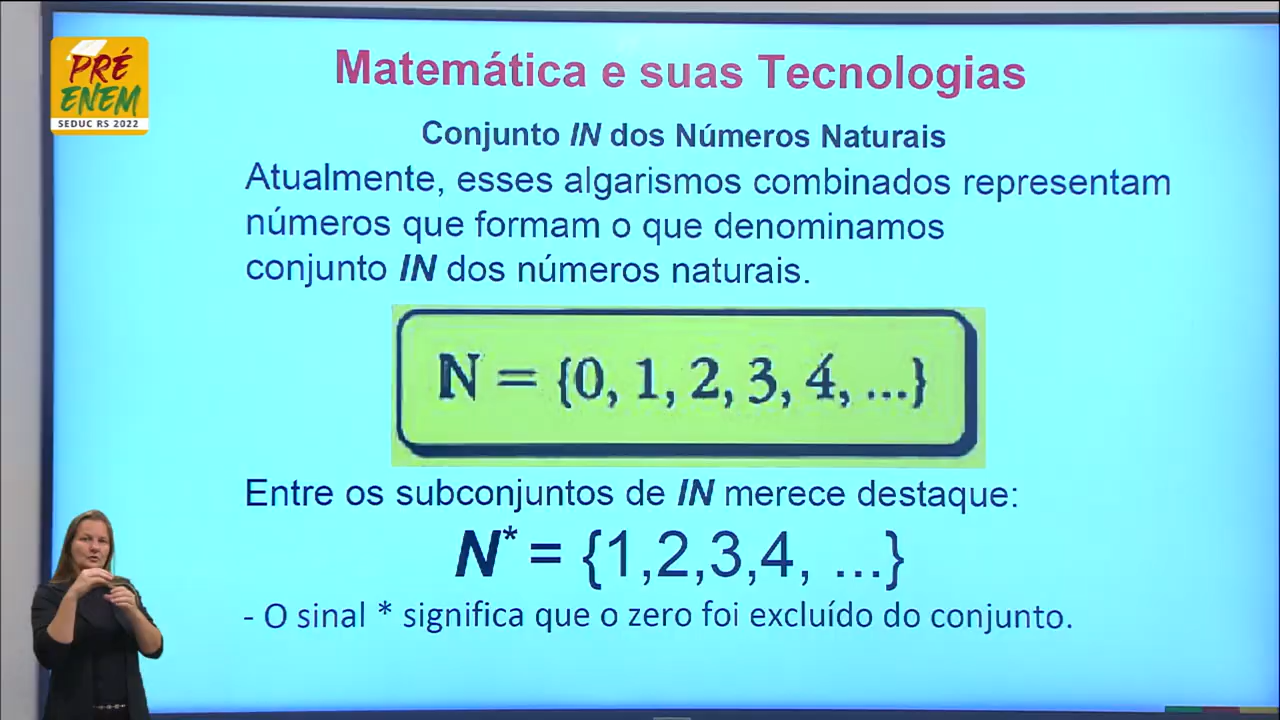 PRÉ
ENEM
SEDUC RS 2022
Matemática e suas Tecnologias
Conjunto IN dos Números Naturais
Atualmente, esses algarismos combinados representam
números que formam o que denominamos
conjunto IN dos números naturais.
N = {0, 1, 2, 3, 4, ...}
Entre os subconjuntos de IN merece destaque:
N* = {1,2,3,4, ...}
- O sinal * significa que o zero foi excluído do conjunto.